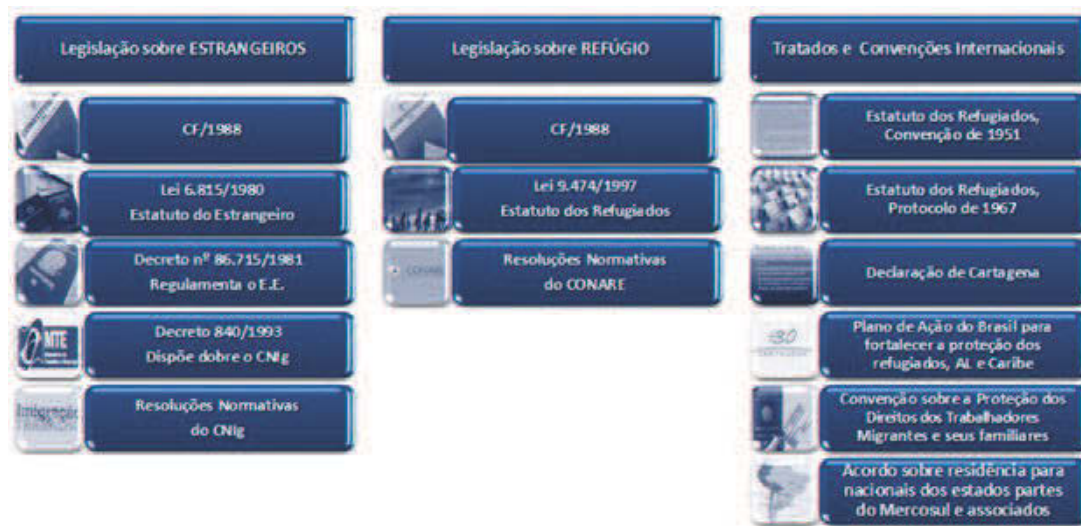 Legislação sobre ESTRANGEIROS
CF/1988
Lei 6.815/1980
Estatuto do Estrangeiro
Decreto nº 86.715/1981
Regulamenta o E.E.
MTE
Decreto 840/1993
Dispõe dobre o CNIg
Imigração
Resoluções Normativas
do CNIg
Legislação sobre REFÚGIO
CF/1988
Lei 9.474/1997
Estatuto dos Refugiados
CONARE
Resoluções Normativas
do CONARE
Tratados e Convenções Internacionais
Estatuto dos Refugiados,
Convenção de 1951
Estatuto dos Refugiados,
Protocolo de 1967
Declaração de Cartagena
+30
Plano de Ação do Brasil para
fortalecer a proteção dos
refugiados, AL e Caribe
Convenção sobre a Proteção dos
Direitos dos Trabalhadores
Migrantes e seus familiares
Acordo sobre residência para
nacionais dos estados partes
do Mercosul e associados